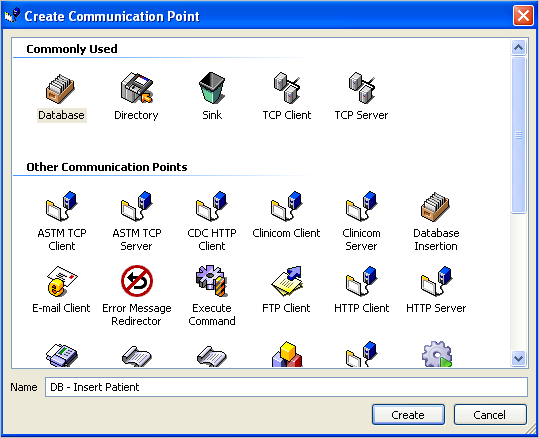 Create Communication Point
Commonly Used
Database Directory Sink TCP Client TCP Server
Other Communication Points
ASTM TCP Client
ASTM TCP Server
CDC HTTP Client
Clinicom Client
Clinicom Server
Database Insertion
E-mail Client
Error Message Redirector
Execute Command
FTP Client
HTTP Client
HTTP Server
Name DB - Insert Patient
Create Cancel